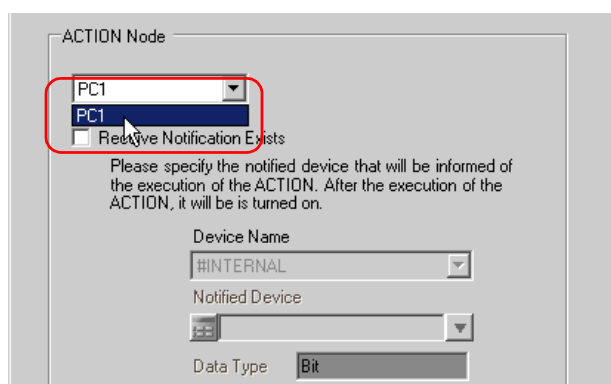 ACTION Node
PC1
PC1
Receive Notification Exists
Please specify the notified device that will be informed of
the execution of the ACTION. After the execution of the
ACTION, it will be is turned on.
Device Name
#INTERNAL
Notified Device
Data Type Bit